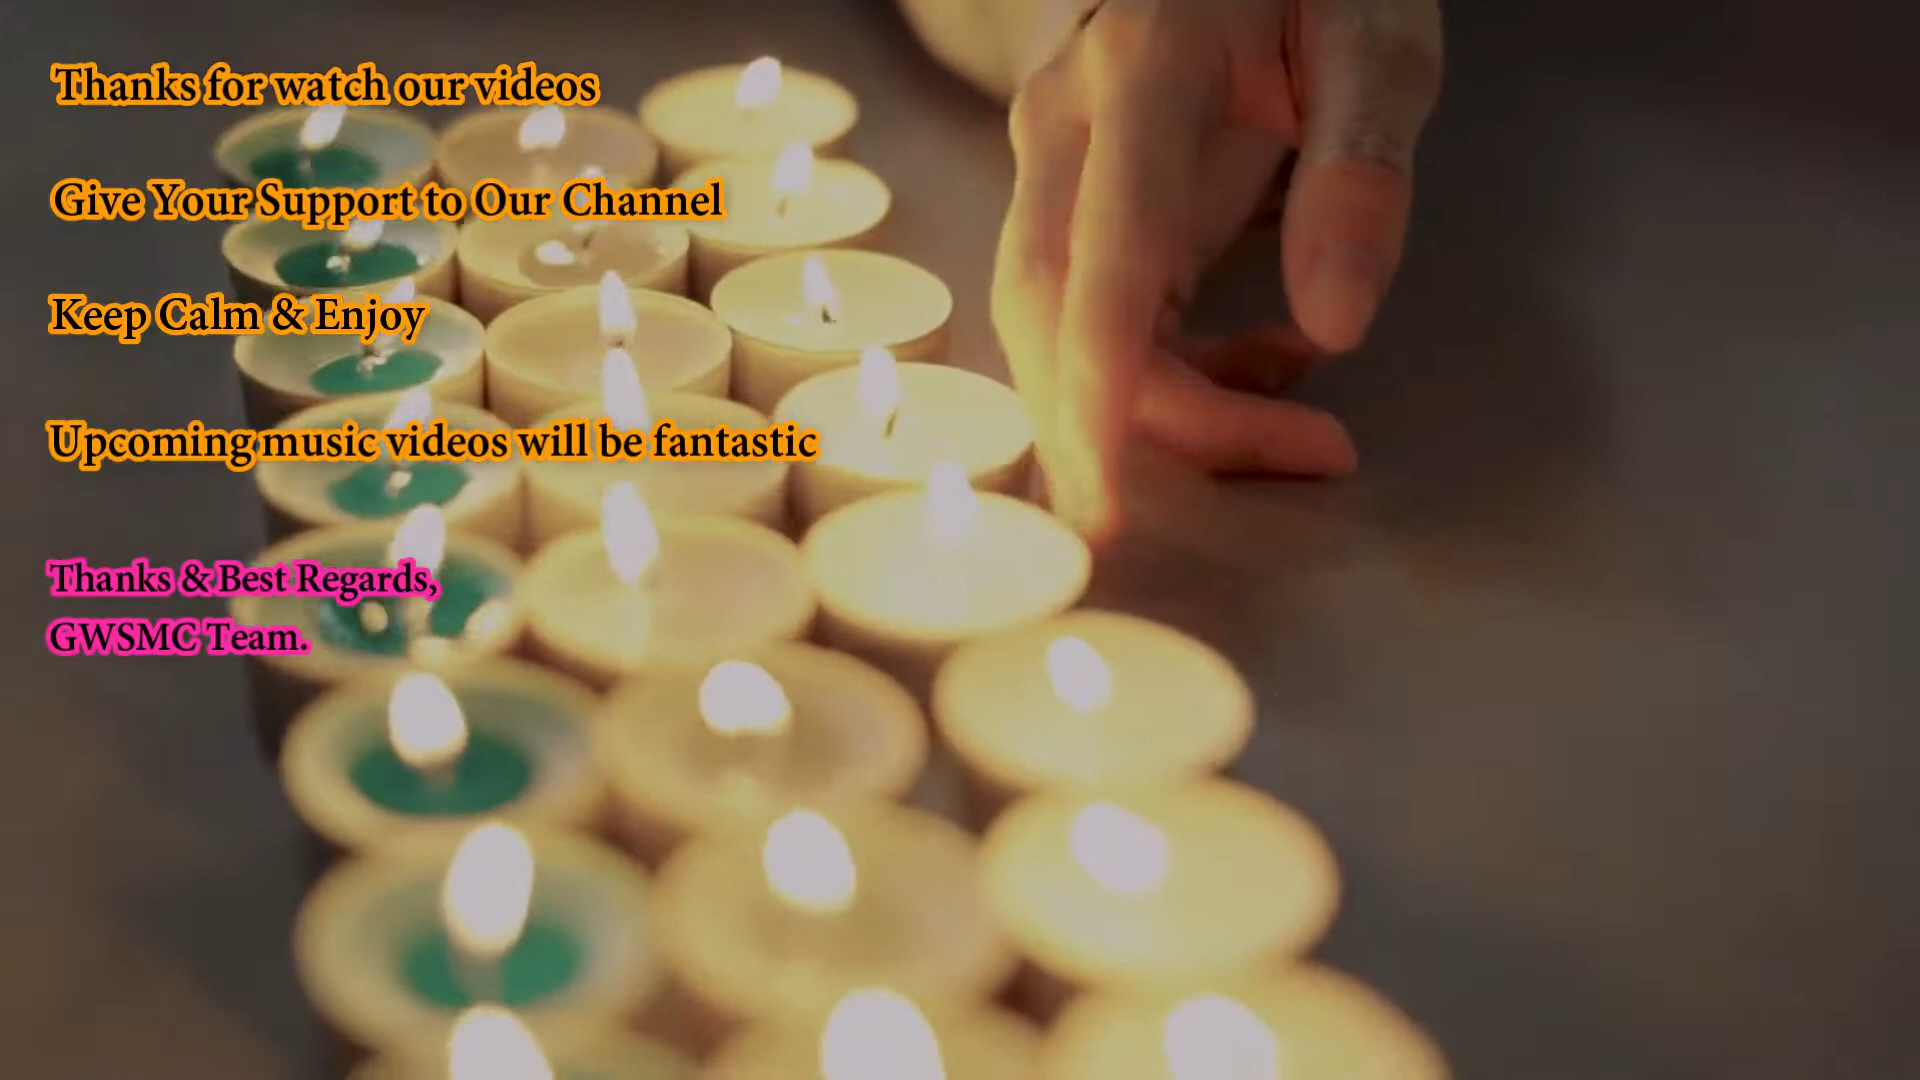 Thanks for watch our videos
Give Your Support to Our Channel
Keep Calm & Enjoy
Upcoming music videos will be fantastic
Thanks & Best Regards,
GWSMC Team.